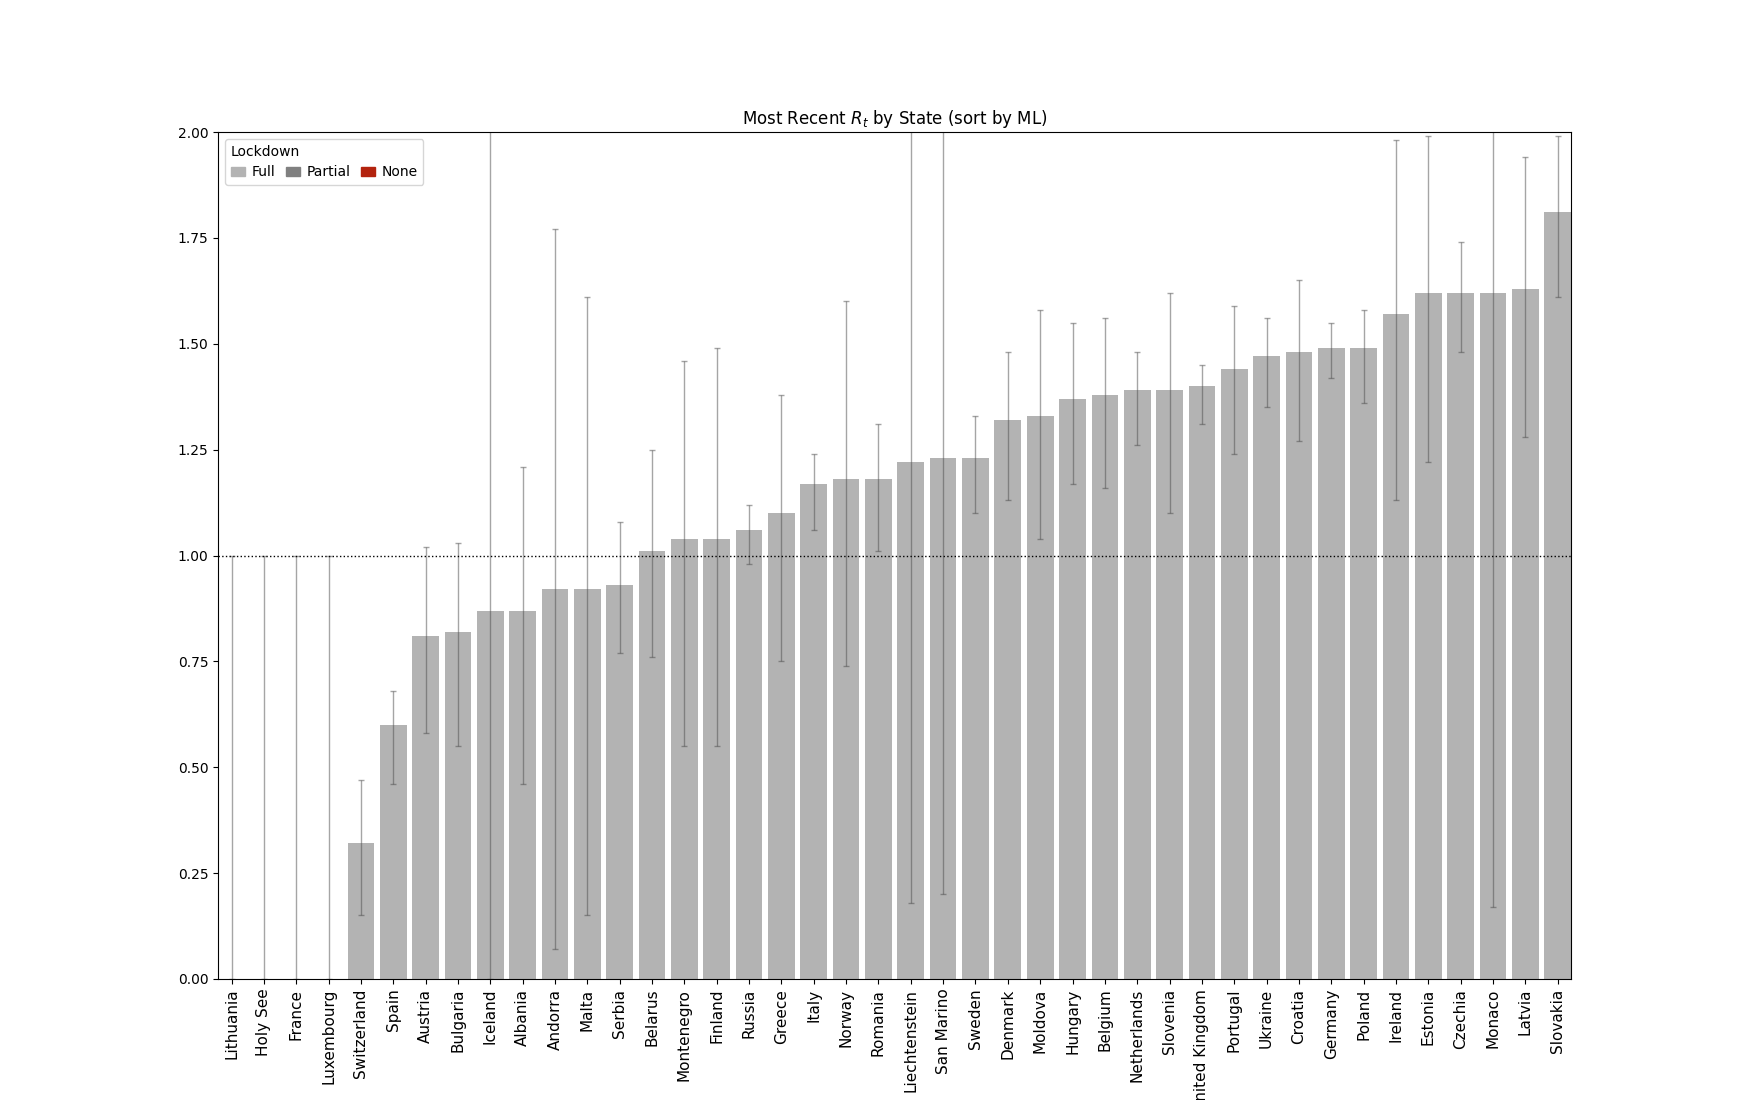 Most Recent R_t by State (sort by ML)
2.00
Lockdown
Full Partial None
1.75
1.50
1.25
1.00
0.75
0.50
0.25
0.00
Lithuania
Holy See
France
Luxembourg
Switzerland
Spain
Austria
Bulgaria
Iceland
Albania
Andorra
Malta
Serbia
Belarus
Montenegro
Finland
Russia
Greece
Italy
Norway
Romania
Liechtenstein
San Marino
Sweden
Denmark
Moldova
Hungary
Belgium
Netherlands
Slovenia
nited Kingdom
Portugal
Ukraine
Croatia
Germany
Poland
Ireland
Estonia
Czechia
Monaco
Latvia
Slovakia